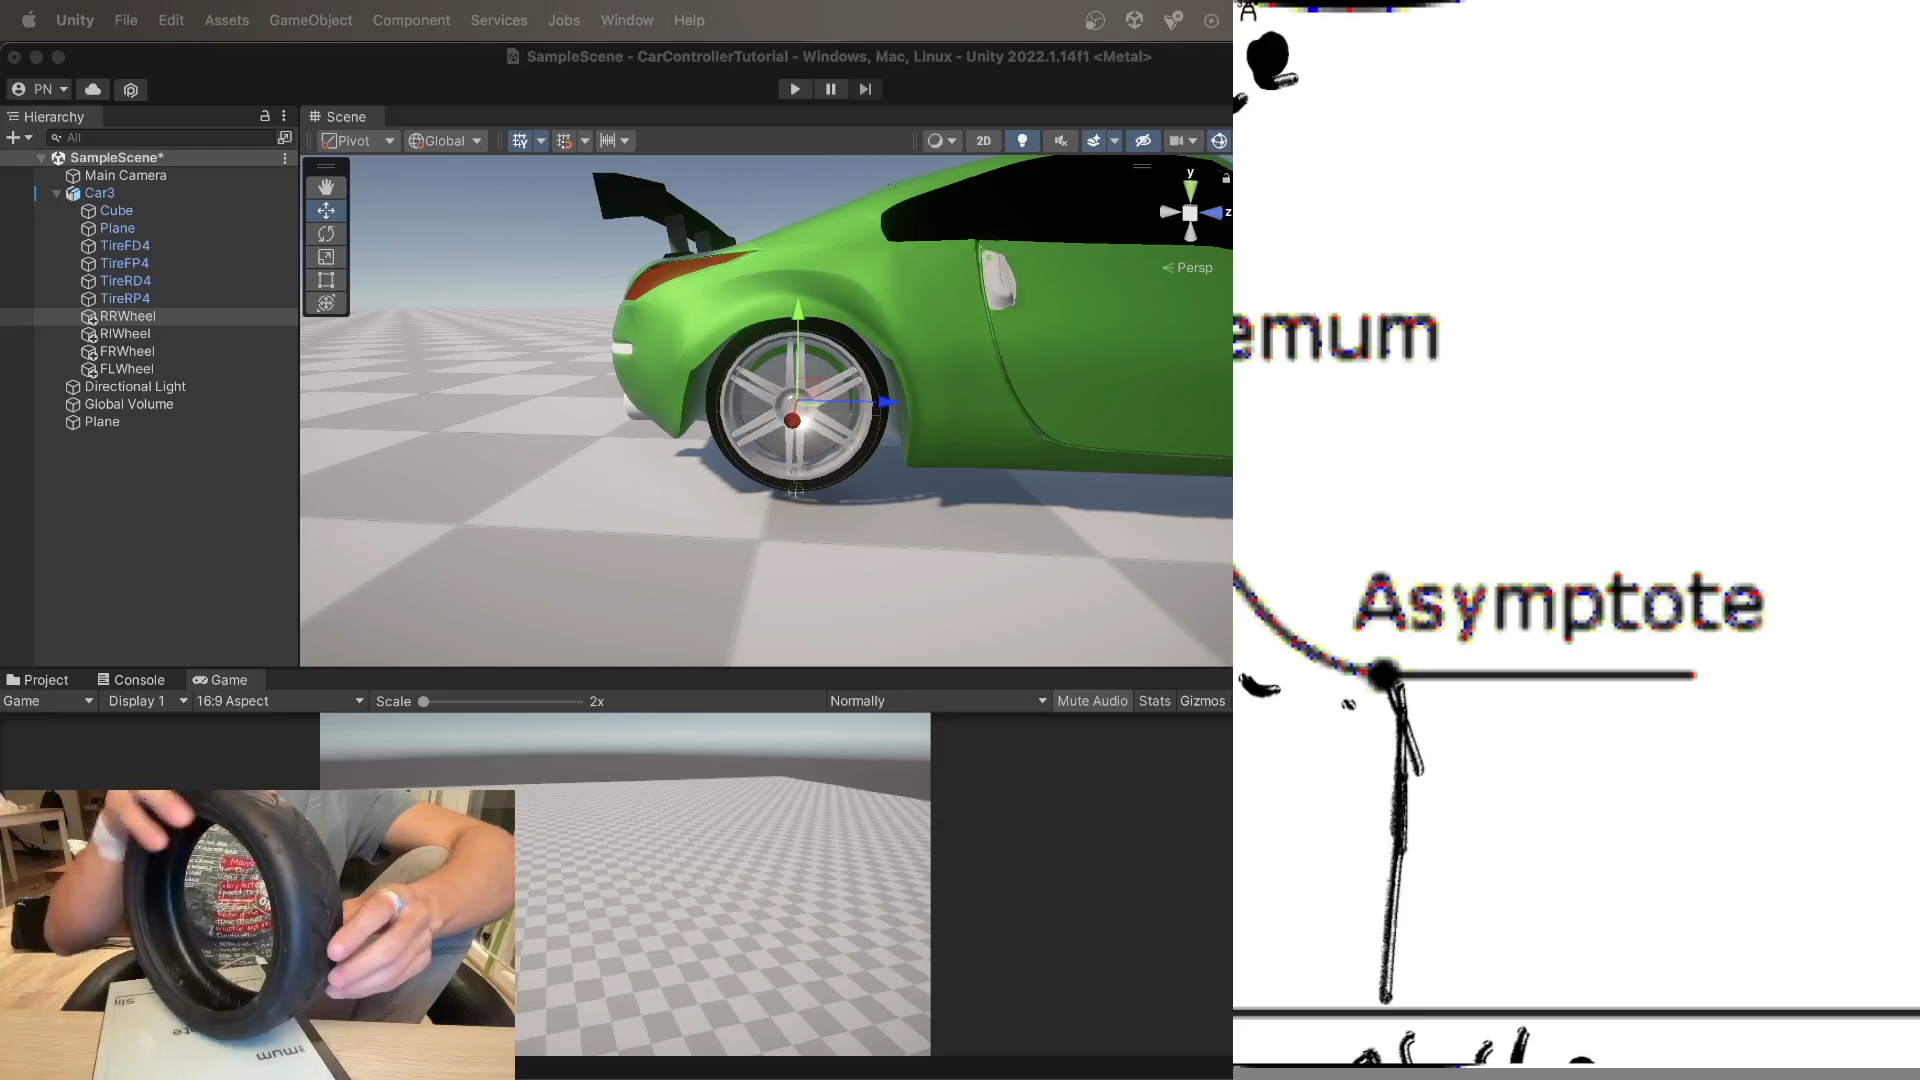 Unity File Edit Assets GameObject Component Services Jobs Window Help
SampleScene - CarControllerTutorial - Windows, Mac, Linux - Unity 2022.1.14f1 <Metal>
PN
Hierarchy
All
SampleScene*
Main Camera
Car3
Cube
Plane
TireFD4
TireFP4
TireRD4
TireRP4
RRWheel
RlWheel
FRWheel
FLWheel
Directional Light
Global Volume
Plane
Scene
Pivot Global 2D
y
z
Persp
Project Console Game
Game Display 1 16:9 Aspect Scale 2x Normally Mute Audio Stats Gizmos
emum
Asymptote